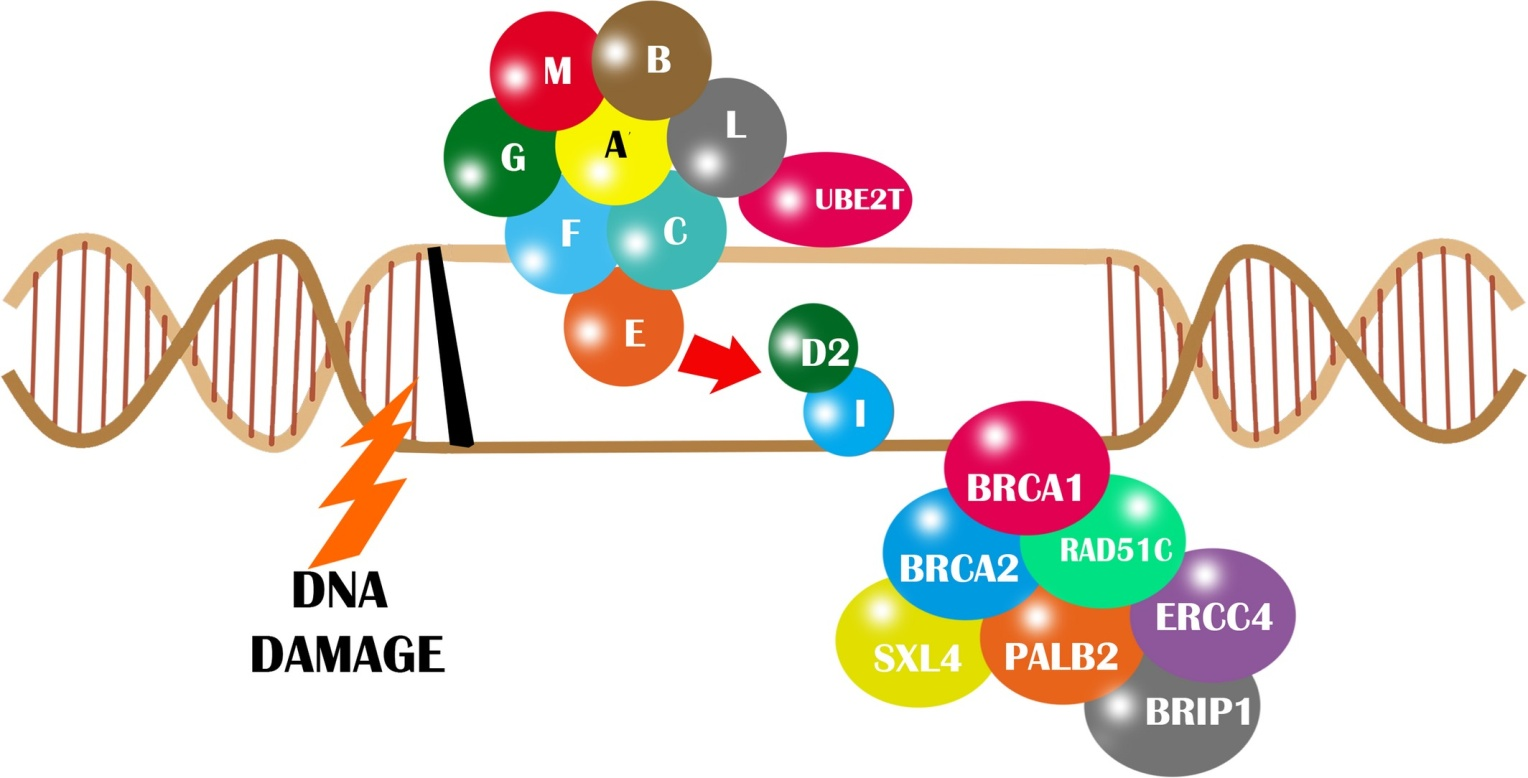 M
B
L
G
A
UBE2T
F
C
E
D2
I
BRCA1
BRCA2
RAD51C
ERCC4
SXL4
PALB2
BRIP1
DNA
DAMAGE